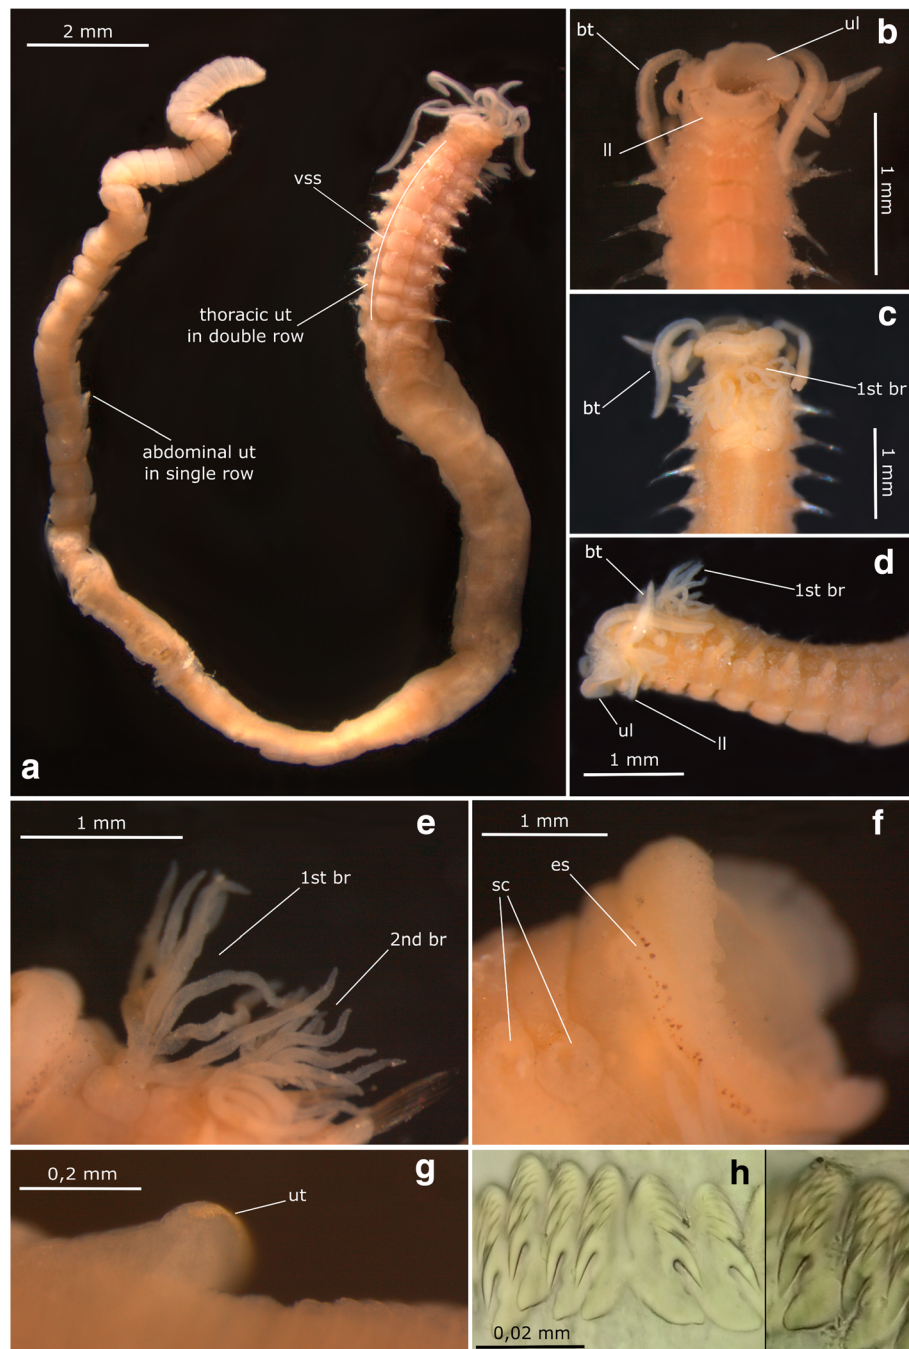 2 mm
vss
thoracic ut
in double row
abdominal ut
in single row
a
bt
ul
b
ll
1 mm
c
1st br
bt
1 mm
bt
d
1st br
ul
ll
1 mm
1 mm
e
1st br
2nd br
1 mm
f
es
sc
0,2 mm
g
ut
h
0,02 mm